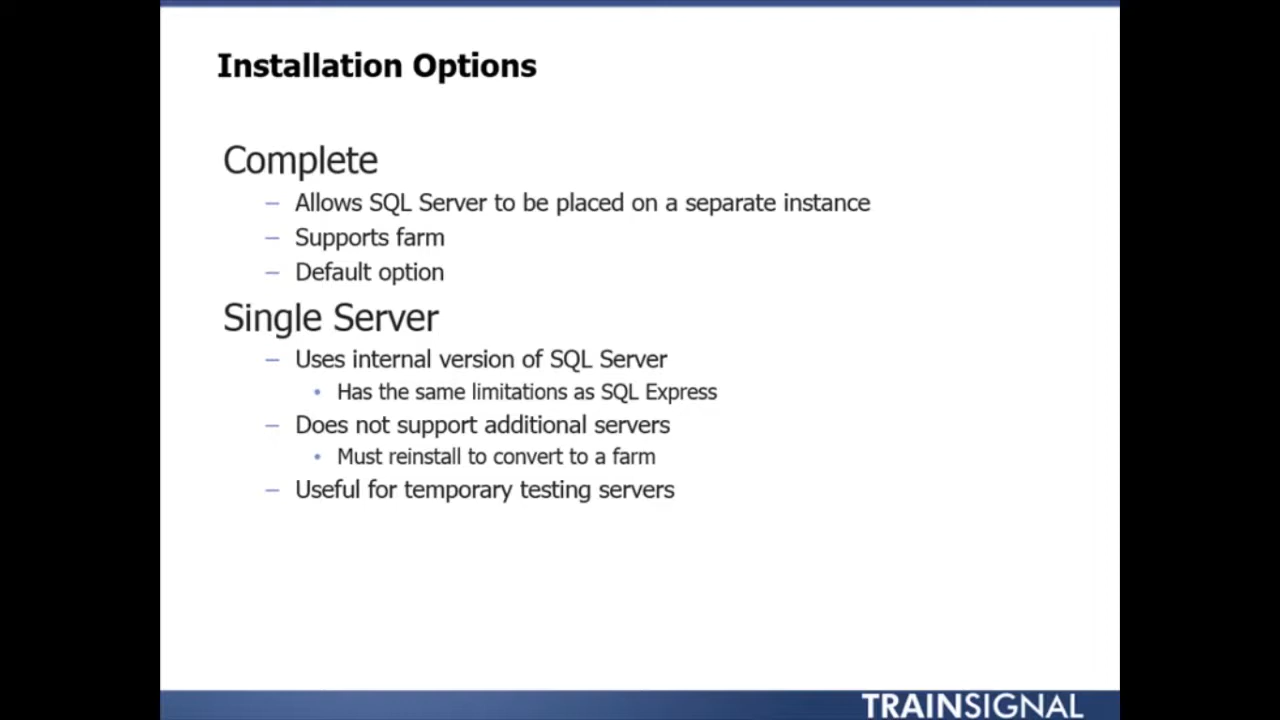 Installation Options
Complete
– Allows SQL Server to be placed on a separate instance
– Supports farm
– Default option
Single Server
– Uses internal version of SQL Server
• Has the same limitations as SQL Express
– Does not support additional servers
• Must reinstall to convert to a farm
– Useful for temporary testing servers
TRAINSIGNAL